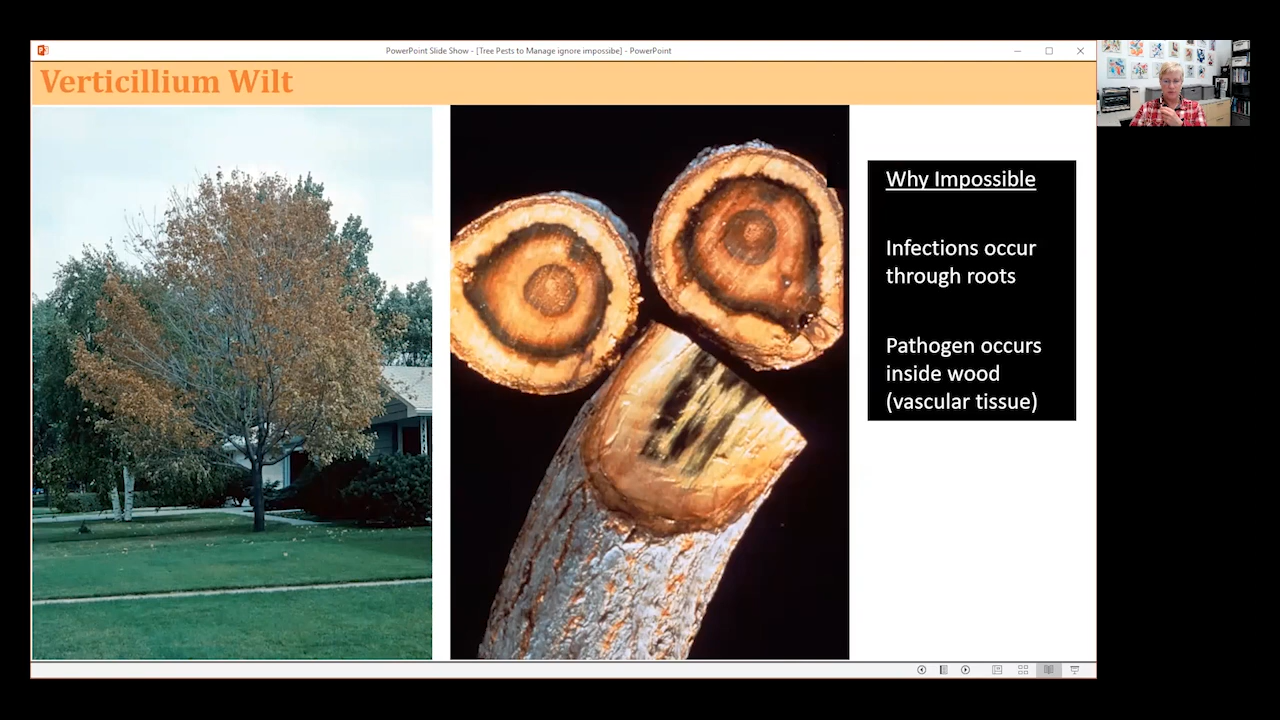 PowerPoint Slide Show - [Tree Pests to Manage ignore impossibe] - PowerPoint
Verticillium Wilt
Why Impossible
Infections occur
through roots
Pathogen occurs
inside wood
(vascular tissue)